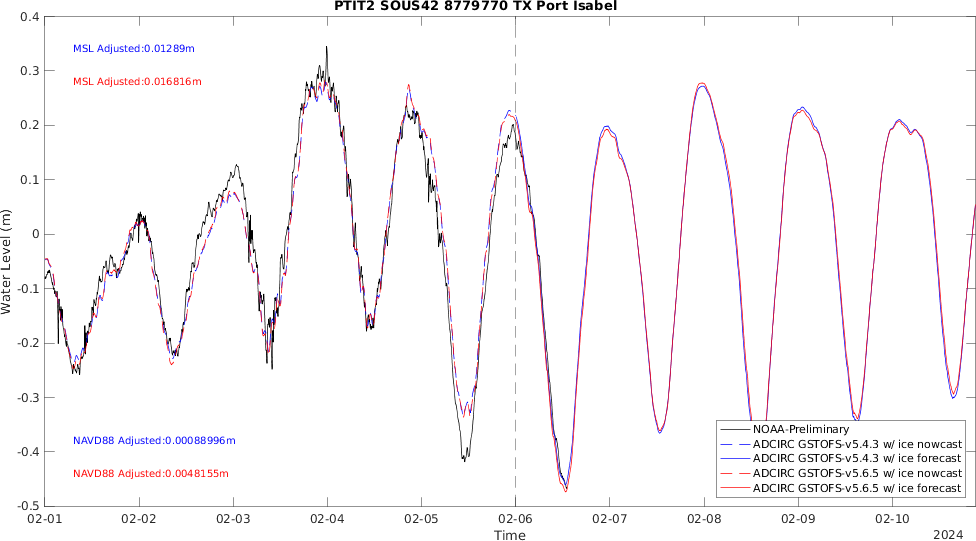 PTIT2 SOUS42 8779770 TX Port Isabel
0.4
0.3
0.2
0.1
0
-0.1
-0.2
-0.3
-0.4
-0.5
Water Level (m)
MSL Adjusted:0.01289m
MSL Adjusted:0.016816m
NAVD88 Adjusted:0.00088996m
NAVD88 Adjusted:0.0048155m
NOAA-Preliminary
ADCIRC GSTOFS-v5.4.3 w/ ice nowcast
ADCIRC GSTOFS-v5.4.3 w/ ice forecast
ADCIRC GSTOFS-v5.6.5 w/ ice nowcast
ADCIRC GSTOFS-v5.6.5 w/ ice forecast
02-01 02-02 02-03 02-04 02-05 02-06 02-07 02-08 02-09 02-10
Time
2024